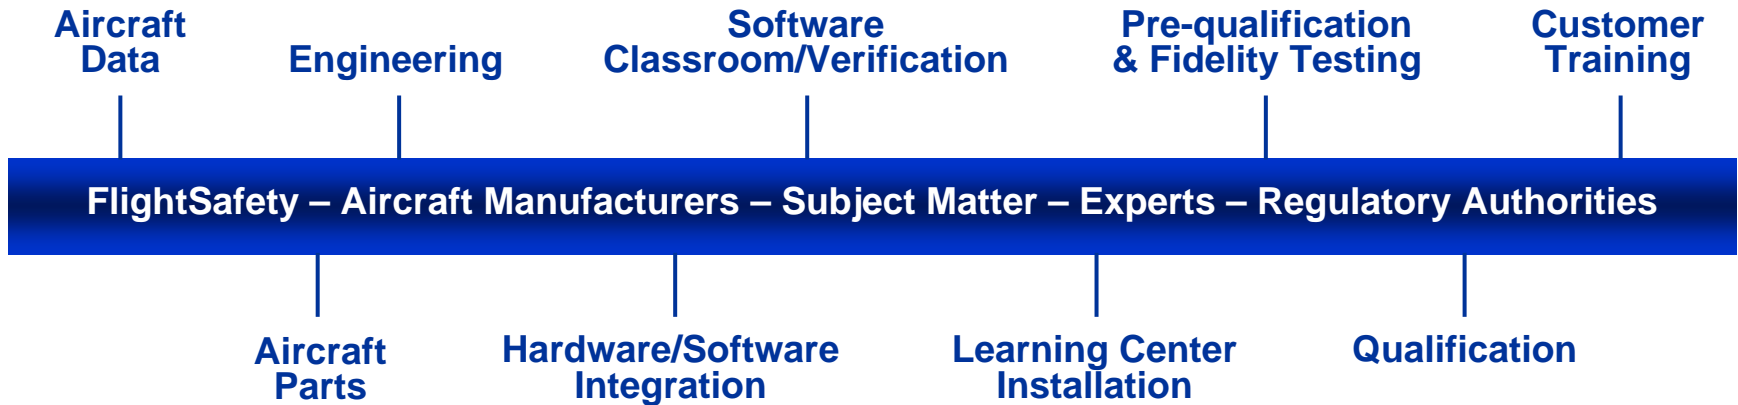 Aircraft
Data
Engineering
Software
Classroom/Verification
Pre-qualification
& Fidelity Testing
Customer
Training
FlightSafety – Aircraft Manufacturers – Subject Matter – Experts – Regulatory Authorities
Aircraft
Parts
Hardware/Software
Integration
Learning Center
Installation
Qualification